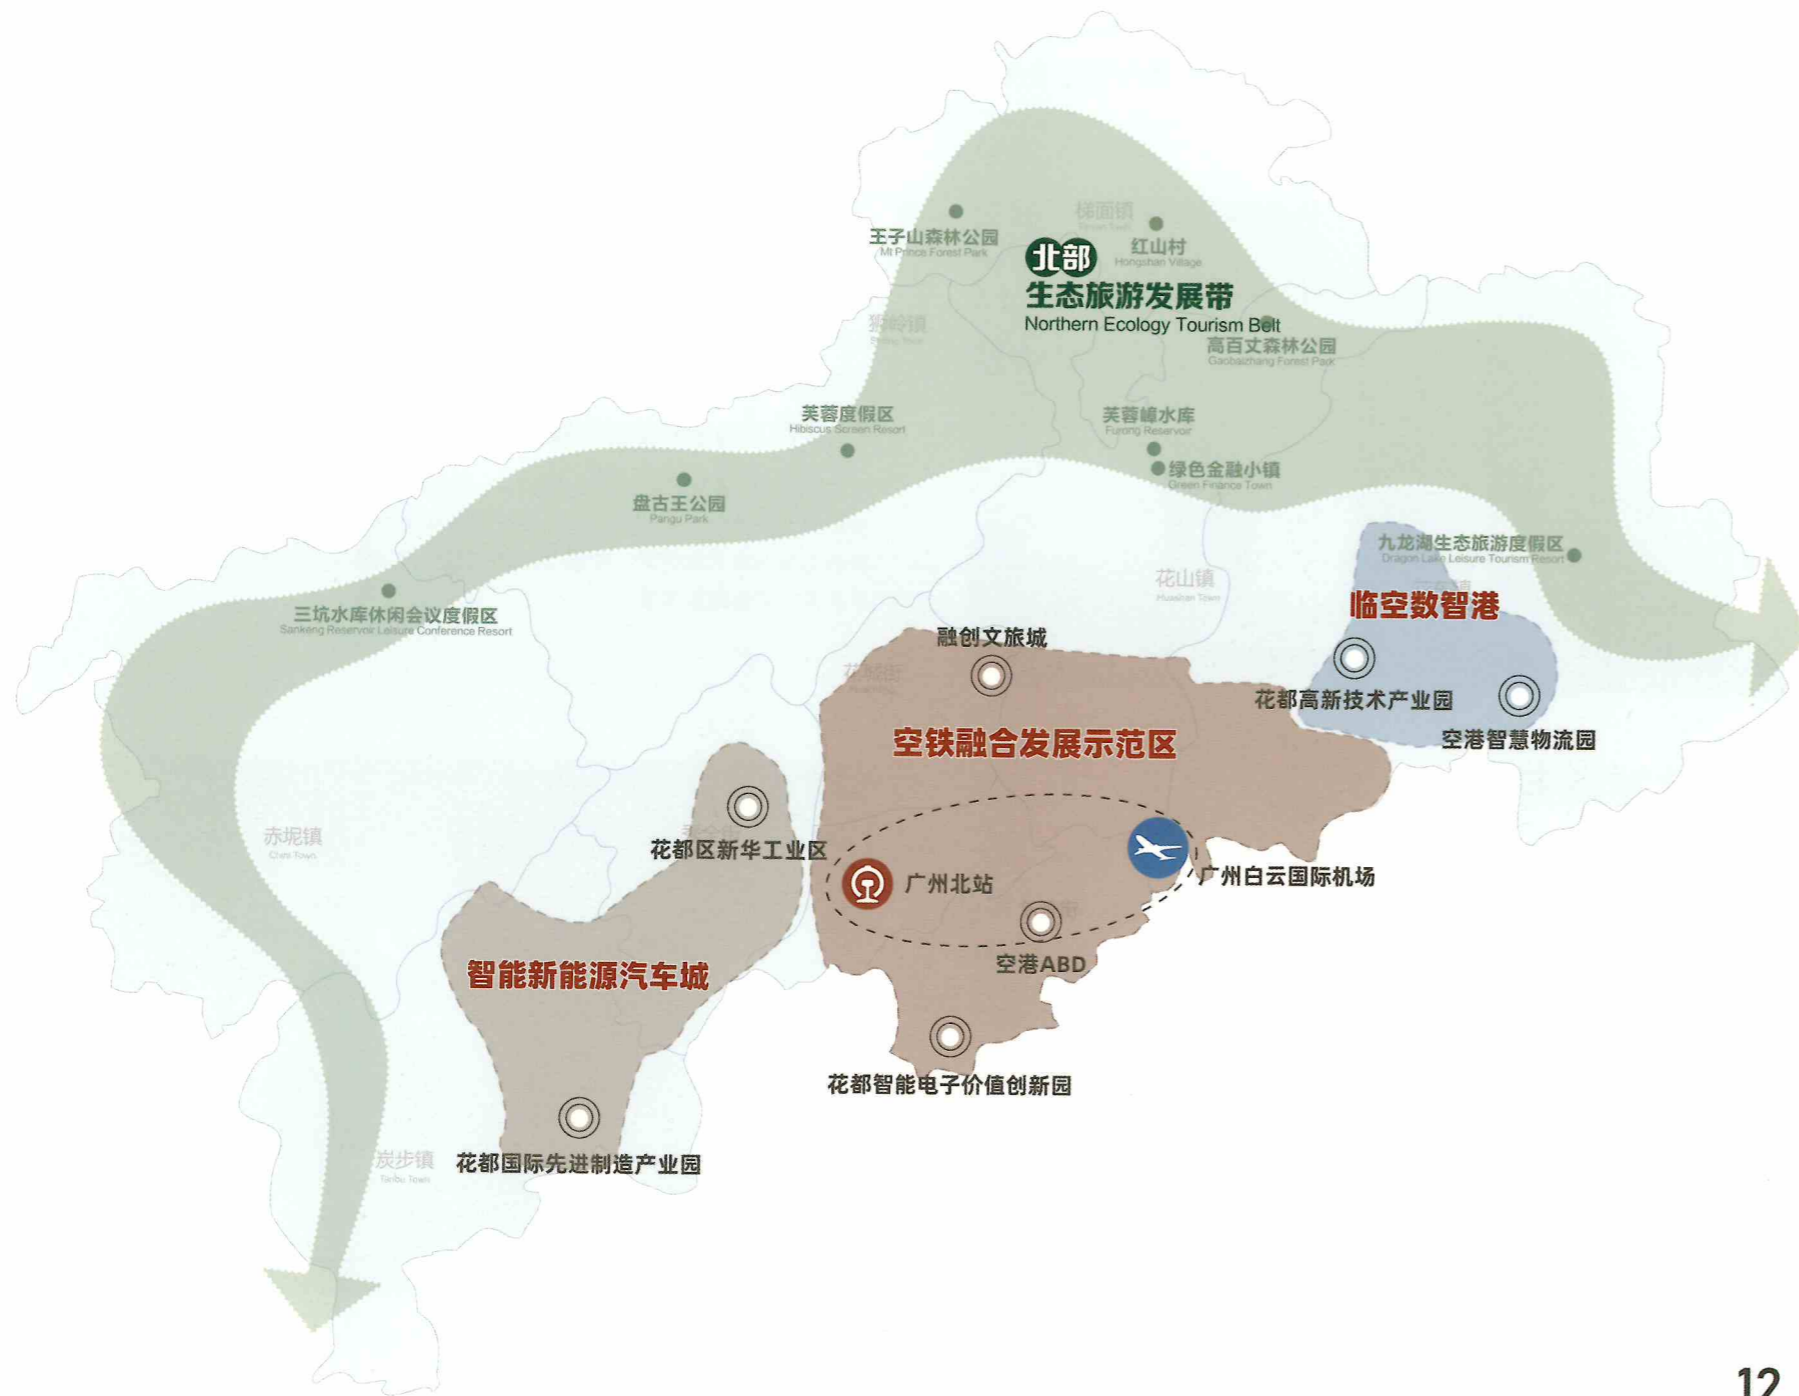 梯面镇
王子山森林公园
Mt Prince Forest Park
红山村
Hongshan Village
北部
生态旅游发展带
Northern Ecology Tourism Belt
狮岭镇
高百丈森林公园
Gaobaizhang Forest Park
芙蓉度假区
Hibiscus Screen Resort
芙蓉嶂水库
Furong Reservoir
绿色金融小镇
Green Finance Town
盘古王公园
Pangu Park
九龙湖生态旅游度假区
Dragon Lake Leisure Tourism Resort
花山镇
Huashan Town
临空数智港
三坑水库休闲会议度假区
Sankeng Reservoir Leisure Conference Resort
融创文旅城
花城街
花都高新技术产业园
空港智慧物流园
空铁融合发展示范区
赤坭镇
Chini Town
花都区新华工业区
广州北站
广州白云国际机场
空港ABD
智能新能源汽车城
花都智能电子价值创新园
炭步镇
Tanbu Town
花都国际先进制造产业园
12